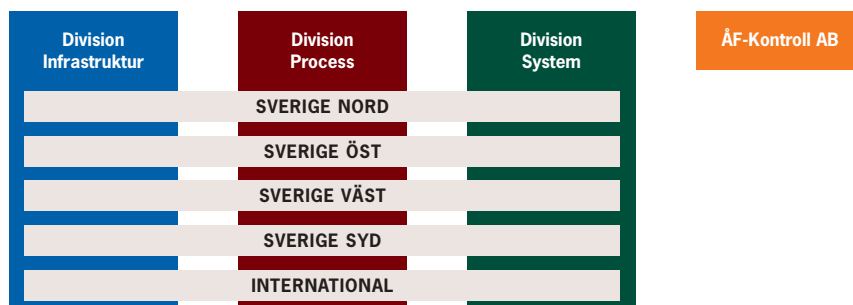 Division
Infrastruktur
Division
Process
Division
System
ÅF-Kontroll AB
SVERIGE NORD
SVERIGE ÖST
SVERIGE VÄST
SVERIGE SYD
INTERNATIONAL